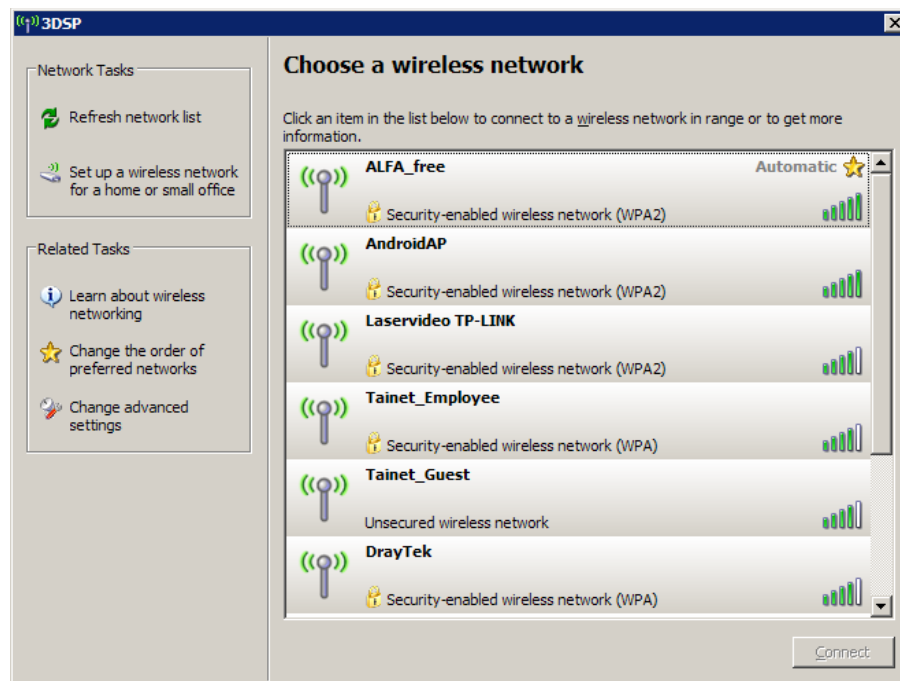 3DSP
Network Tasks
Refresh network list
Set up a wireless network
for a home or small office
Related Tasks
Learn about wireless
networking
Change the order of
preferred networks
Change advanced
settings
Choose a wireless network
Click an item in the list below to connect to a wireless network in range or to get more
information.
ALFA_free Automatic
Security-enabled wireless network (WPA2)
AndroidAP
Security-enabled wireless network (WPA2)
Laservideo TP-LINK
Security-enabled wireless network (WPA2)
Tainet_Employee
Security-enabled wireless network (WPA)
Tainet_Guest
Unsecured wireless network
DrayTek
Security-enabled wireless network (WPA)
Connect